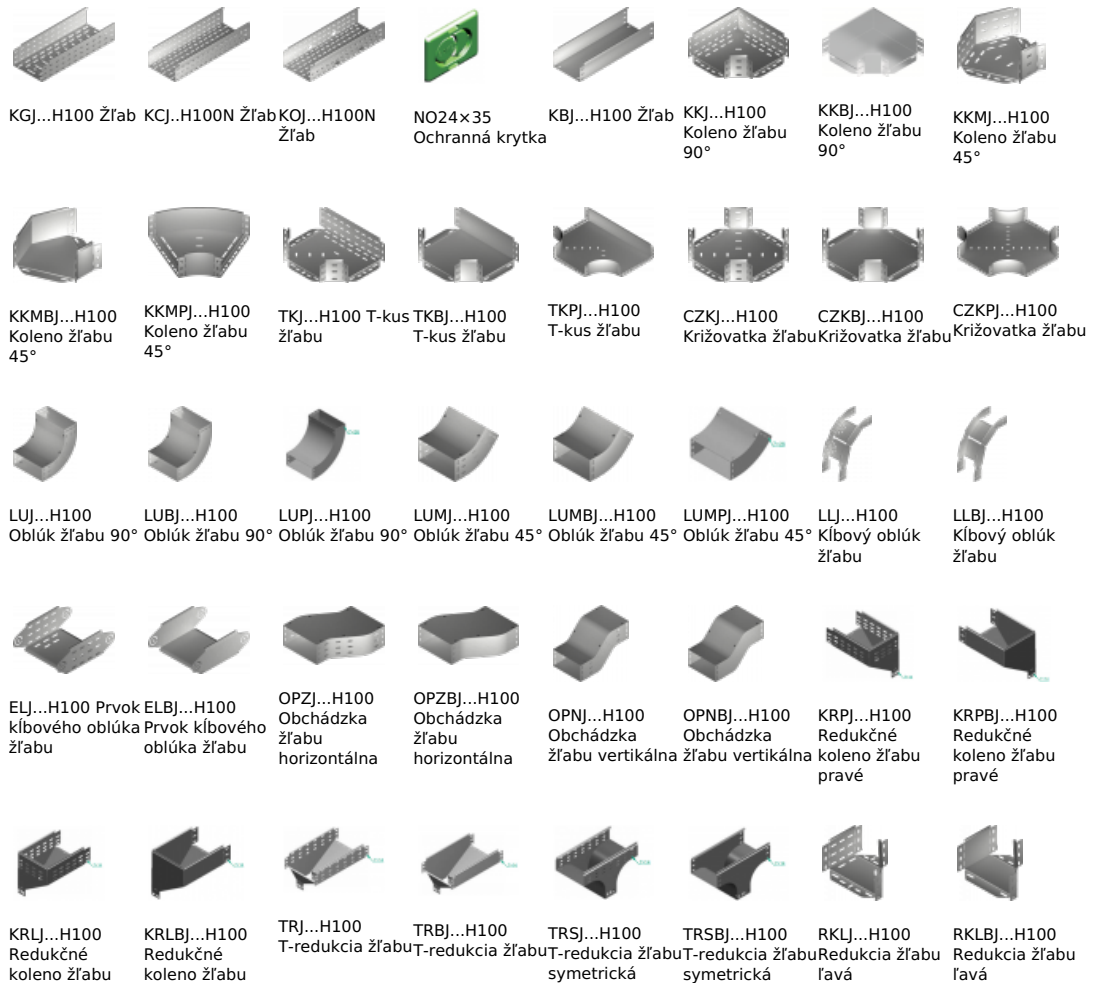 KGJ...H100 Žľab
KCJ..H100N Žľab
KOJ...H100N
Žľab
NO24×35
Ochranná krytka
KBJ...H100 Žľab
KKJ...H100
Koleno žľabu
90°
KKBJ...H100
Koleno žľabu
90°
KKMJ...H100
Koleno žľabu
45°
KKMBJ...H100
Koleno žľabu
45°
KKMPJ...H100
Koleno žľabu
45°
TKJ...H100 T-kus
žľabu
TKBJ...H100
T-kus žľabu
TKPJ...H100
T-kus žľabu
CZKJ...H100
Križovatka žľabu
CZKBJ...H100
Križovatka žľabu
CZKPJ...H100
Križovatka žľabu
LUJ...H100
Oblúk žľabu 90°
LUBJ...H100
Oblúk žľabu 90°
LUPJ...H100
Oblúk žľabu 90°
LUMJ...H100
Oblúk žľabu 45°
LUMBJ...H100
Oblúk žľabu 45°
LUMPJ...H100
Oblúk žľabu 45°
LLJ...H100
Kĺbový oblúk
žľabu
LLBJ...H100
Kĺbový oblúk
žľabu
ELJ...H100 Prvok
kĺbového oblúka
žľabu
ELBJ...H100
Prvok kĺbového
oblúka žľabu
OPZJ...H100
Obchádzka
žľabu
horizontálna
OPZBJ...H100
Obchádzka
žľabu
horizontálna
OPNJ...H100
Obchádzka
žľabu vertikálna
OPNBJ...H100
Obchádzka
žľabu vertikálna
KRPJ...H100
Redukčné
koleno žľabu
pravé
KRPBJ...H100
Redukčné
koleno žľabu
pravé
KRLJ...H100
Redukčné
koleno žľabu
KRLBJ...H100
Redukčné
koleno žľabu
TRJ...H100
T-redukcia žľabu
TRBJ...H100
T-redukcia žľabu
TRSJ...H100
T-redukcia žľabu
symetrická
TRSBJ...H100
T-redukcia žľabu
symetrická
RKLJ...H100
Redukcia žľabu
ľavá
RKLBJ...H100
Redukcia žľabu
ľavá